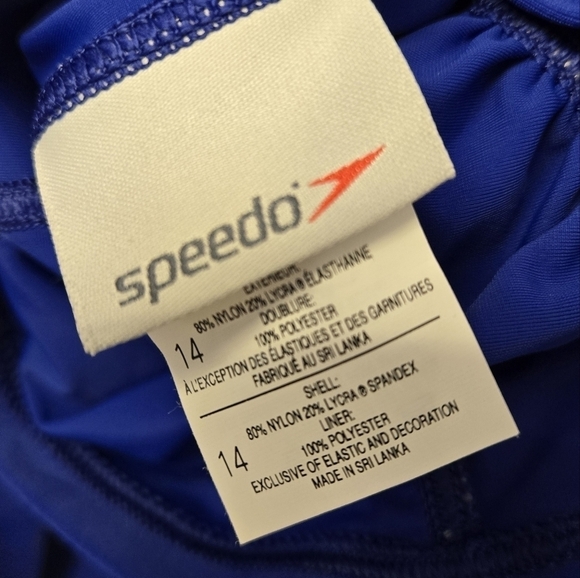 speedo
EXTÉRIEUR:
80% NYLON 20% LYCRA ® ÉLASTHANNE
DOUBLURE:
14
100% POLYESTER
À L'EXCEPTION DES ÉLASTIQUES ET DES GARNITURES
FABRIQUÉ AU SRI LANKA
SHELL:
80% NYLON 20% LYCRA ® SPANDEX
LINER:
14
100% POLYESTER
EXCLUSIVE OF ELASTIC AND DECORATION
MADE IN SRI LANKA